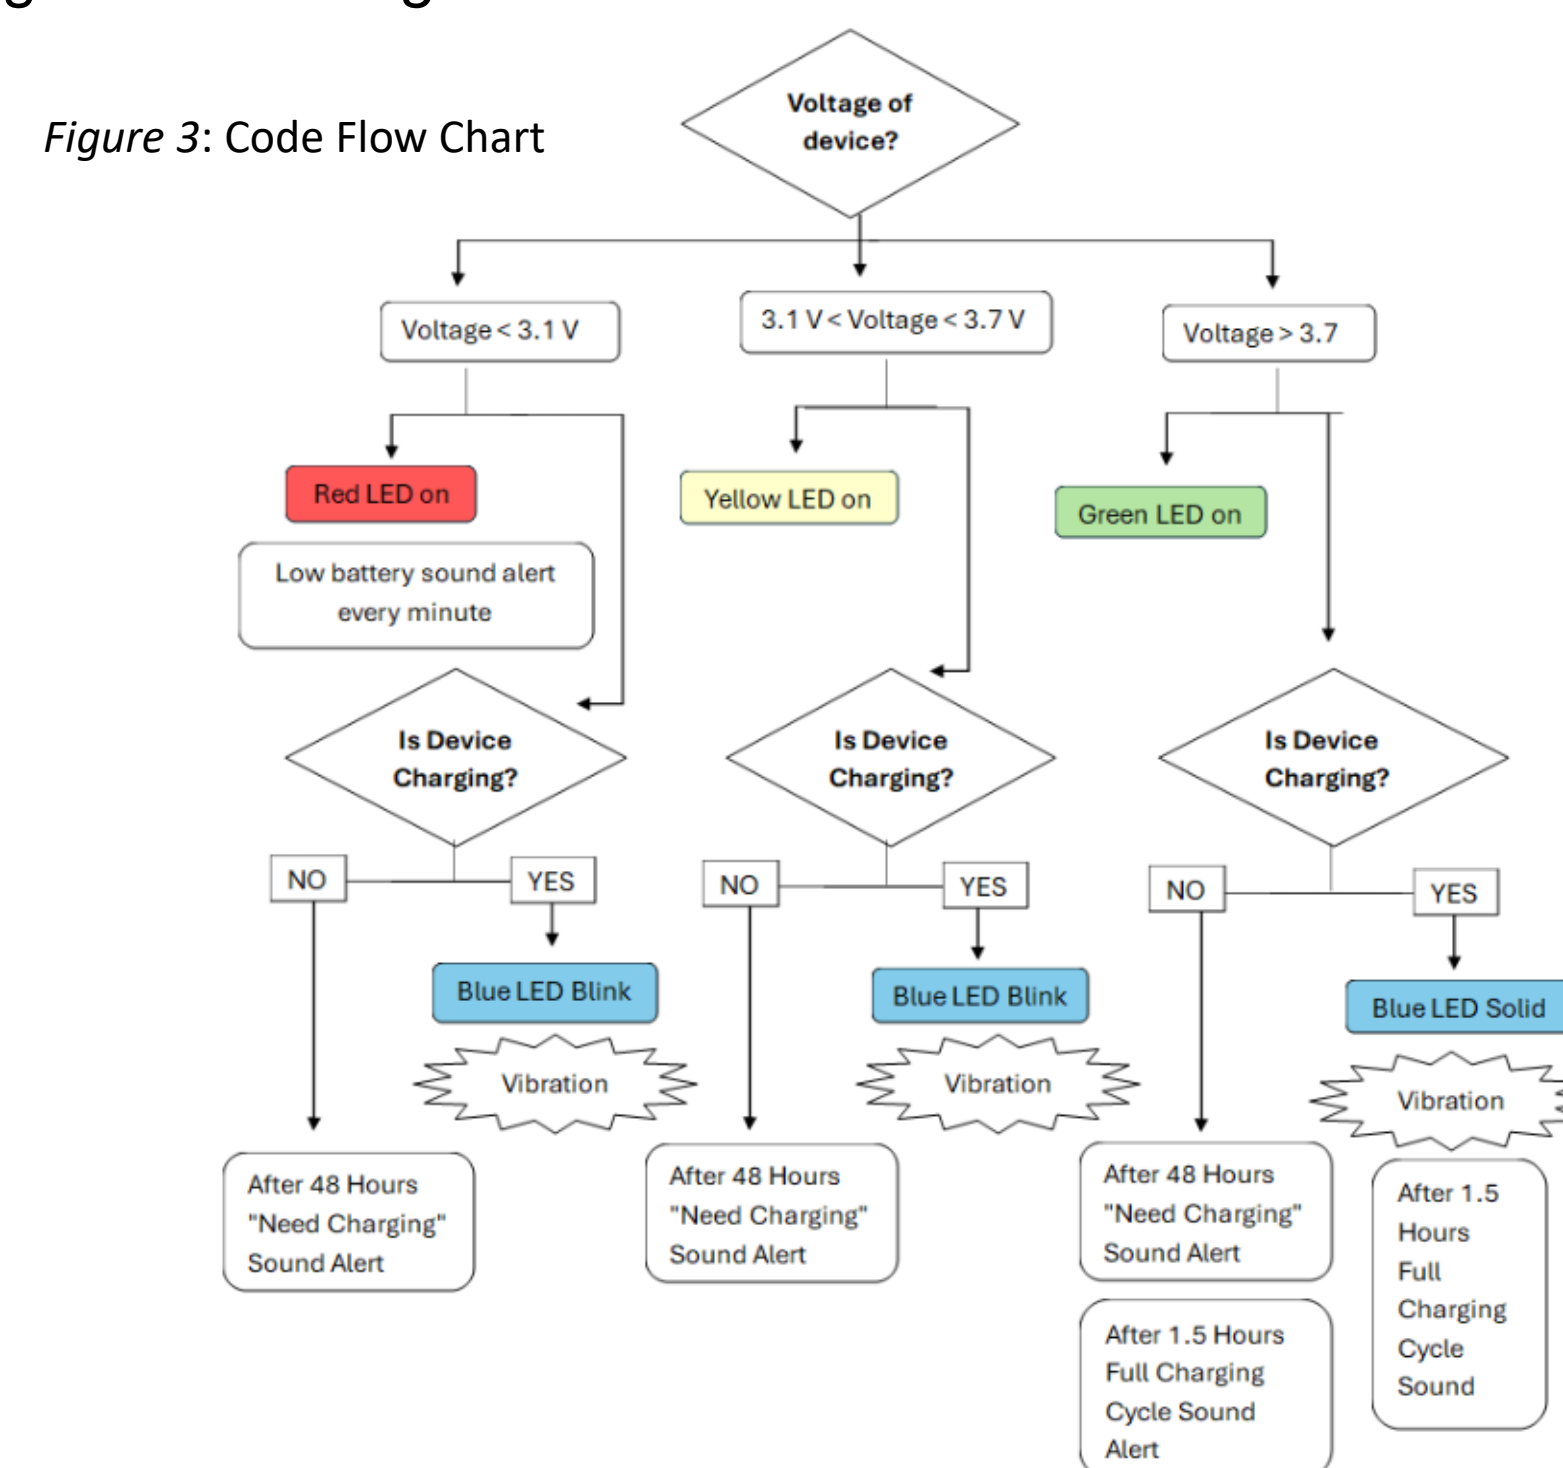 Figure 3: Code Flow Chart
Voltage of
device?
Voltage < 3.1 V
3.1 V < Voltage < 3.7 V
Voltage > 3.7
Red LED on
Yellow LED on
Green LED on
Low battery sound alert
every minute
Is Device
Charging?
Is Device
Charging?
Is Device
Charging?
NO
YES
NO
YES
NO
YES
Blue LED Blink
Blue LED Blink
Blue LED Solid
Vibration
Vibration
Vibration
After 48 Hours
"Need Charging"
Sound Alert
After 48 Hours
"Need Charging"
Sound Alert
After 48 Hours
"Need Charging"
Sound Alert
After 1.5
Hours
Full
Charging
Cycle
Sound
After 1.5 Hours
Full Charging
Cycle Sound
Alert